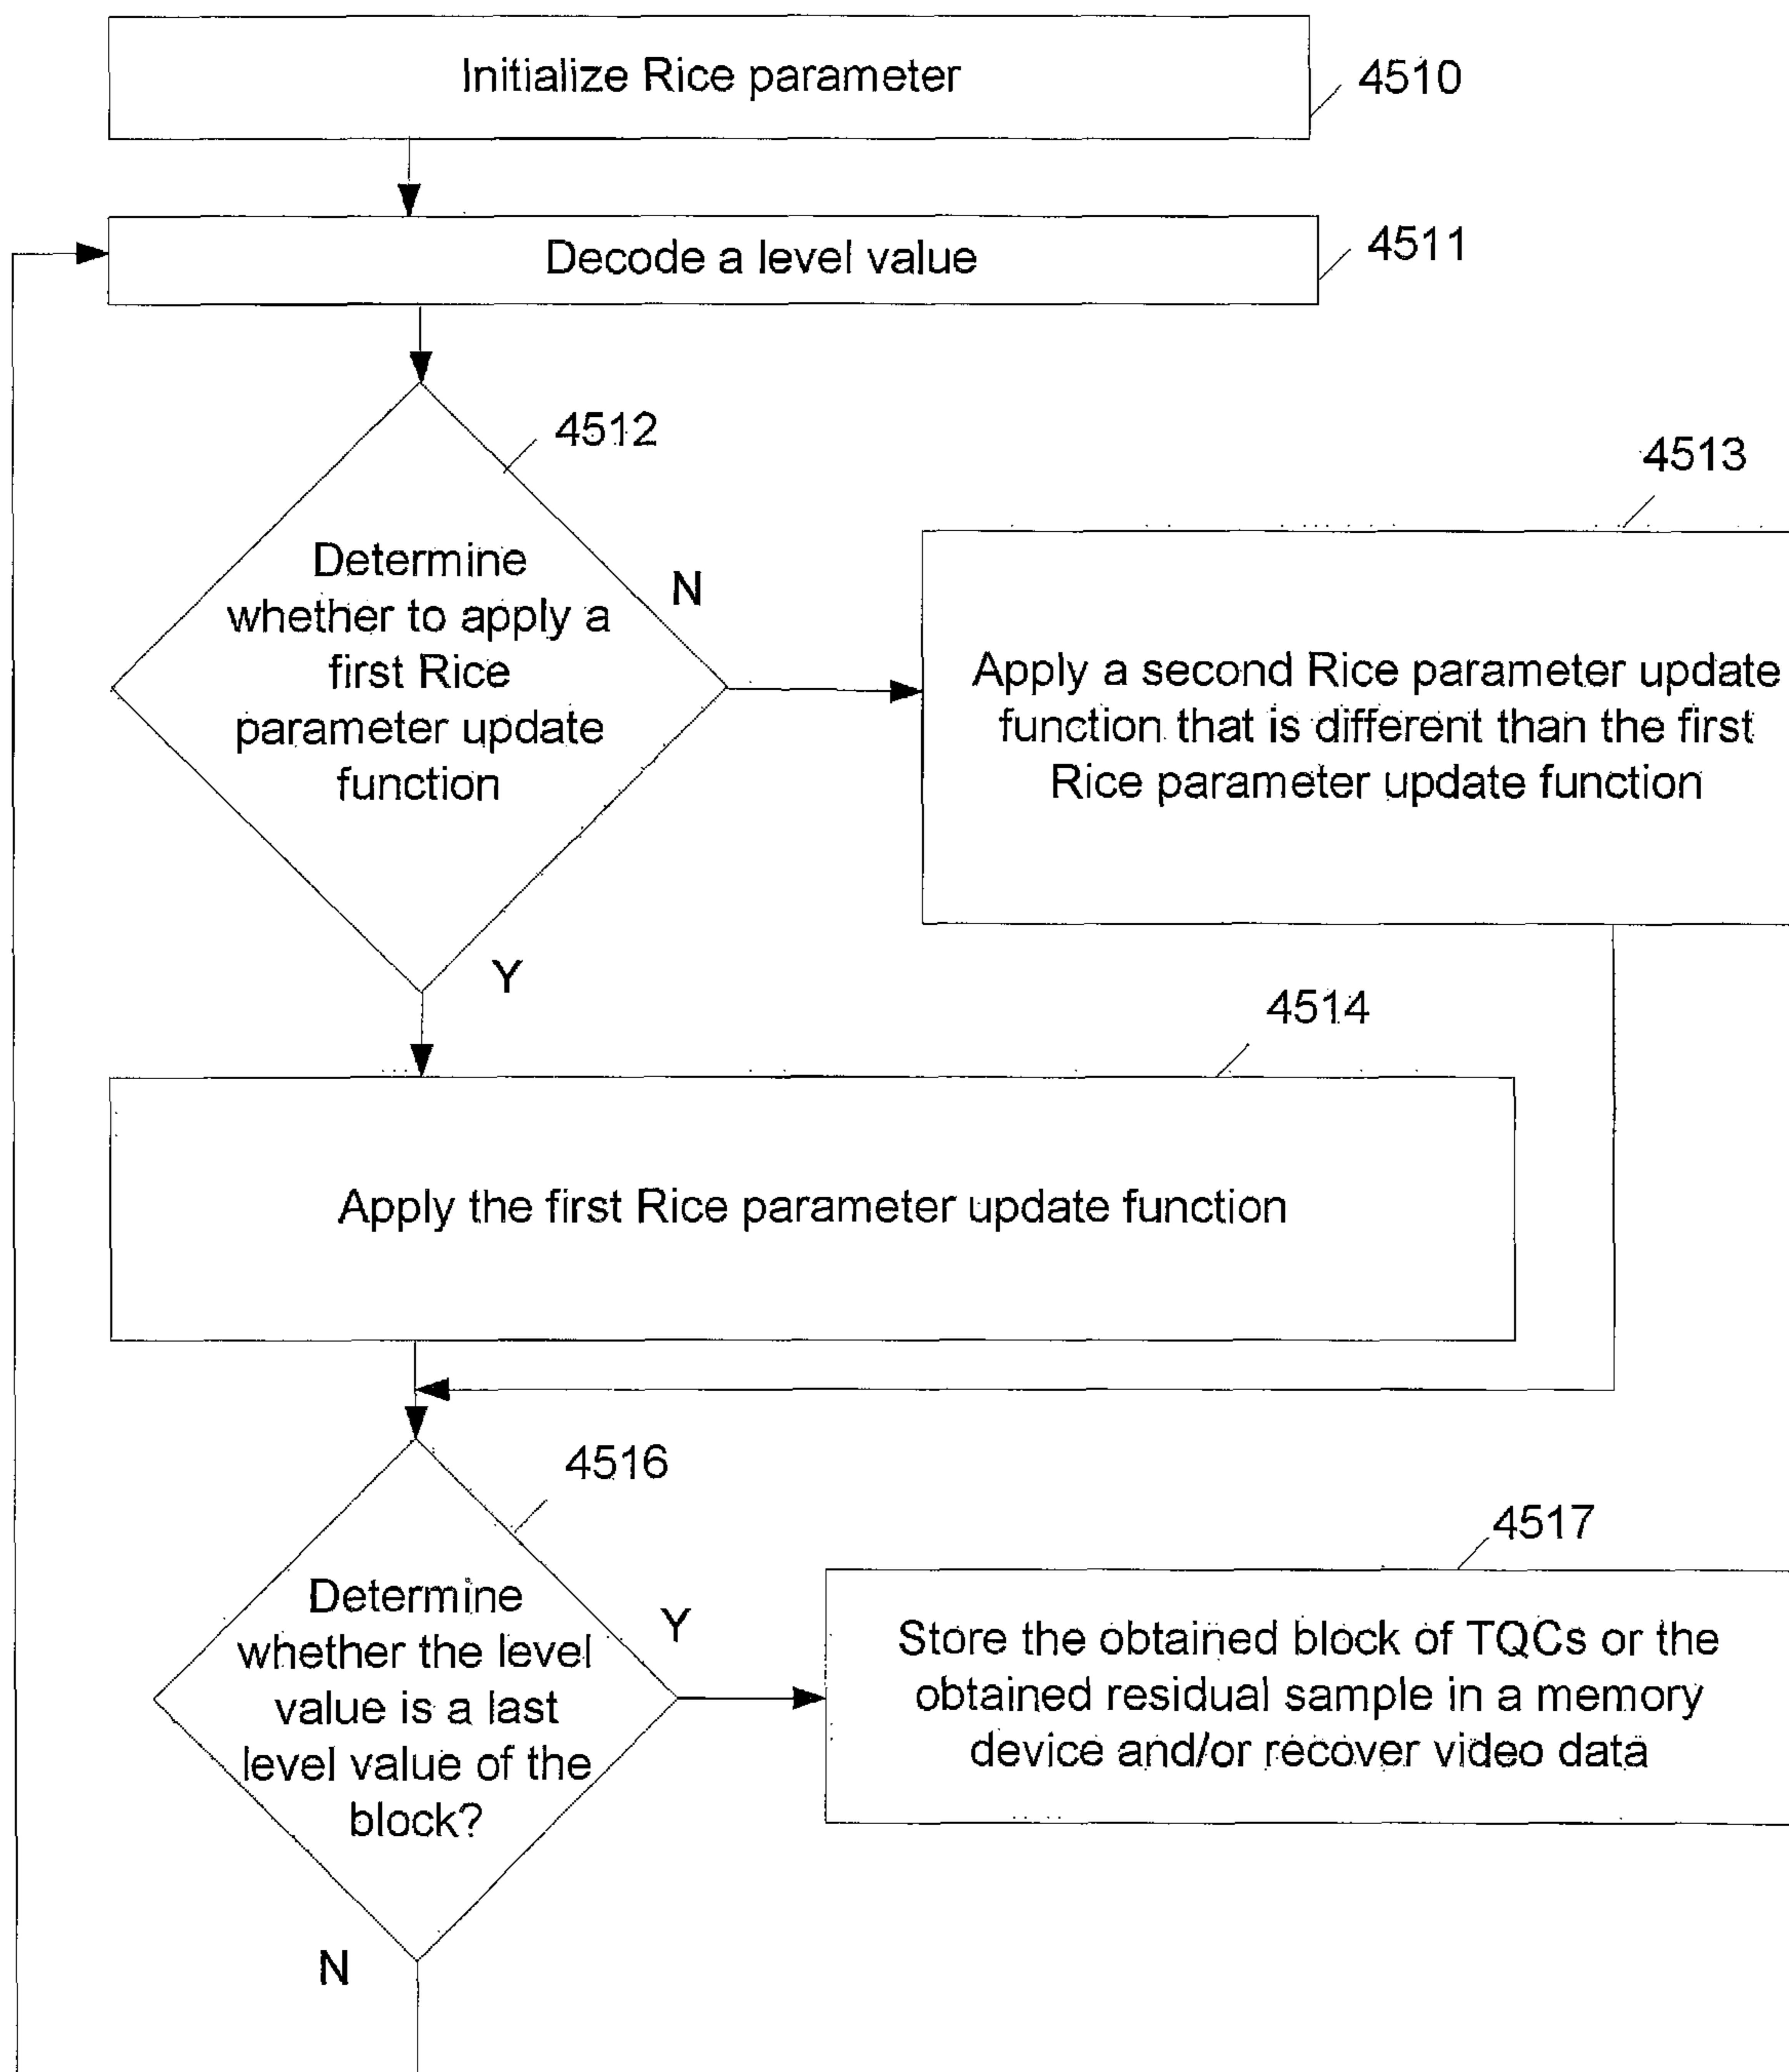 Initialize Rice parameter
4510
Decode a level value
4511
4512
Determine
whether to apply a
first Rice
parameter update
function
N
Y
4513
Apply a second Rice parameter update
function that is different than the first
Rice parameter update function
4514
Apply the first Rice parameter update function
4516
Determine
whether the level
value is a last
level value of the
block?
Y
N
4517
Store the obtained block of TQCs or the
obtained residual sample in a memory
device and/or recover video data